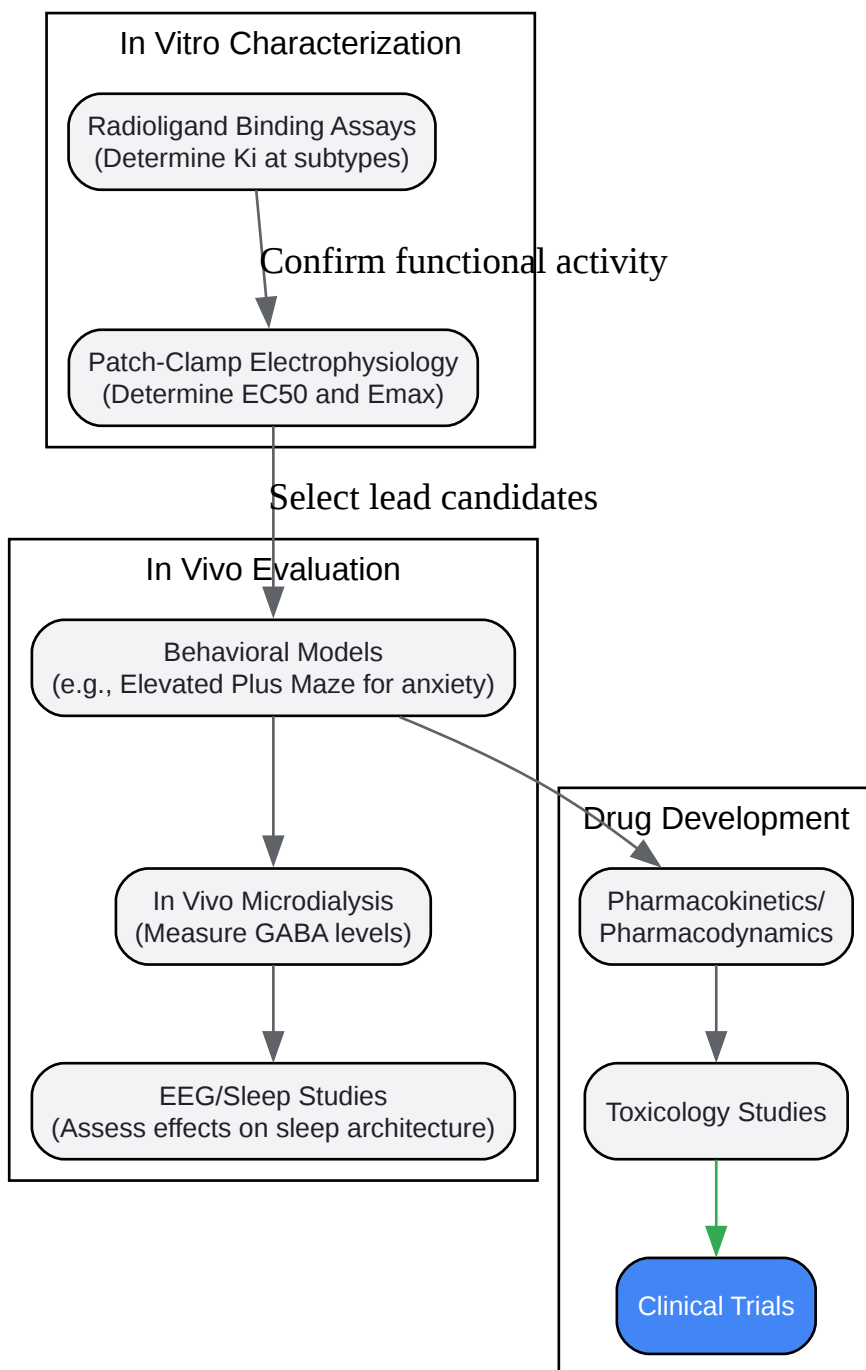 In Vitro Characterization
Radioligand Binding Assays
(Determine Ki at subtypes)
Confirm functional activity
Patch-Clamp Electrophysiology
(Determine EC50 and Emax)
Select lead candidates
In Vivo Evaluation
Behavioral Models
(e.g., Elevated Plus Maze for anxiety)
In Vivo Microdialysis
(Measure GABA levels)
EEG/Sleep Studies
(Assess effects on sleep architecture)
Drug Development
Pharmacokinetics/
Pharmacodynamics
Toxicology Studies
Clinical Trials